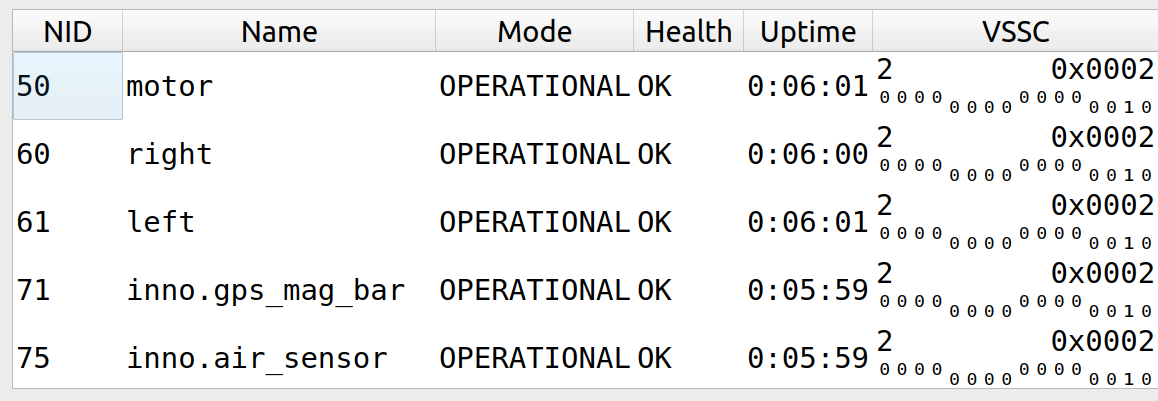 NID Name Mode Health Uptime VSSC
50 motor OPERATIONAL OK 0:06:01 2 0x0002
0000 0000 0000 0010
60 right OPERATIONAL OK 0:06:00 2 0x0002
0000 0000 0000 0010
61 left OPERATIONAL OK 0:06:01 2 0x0002
0000 0000 0000 0010
71 inno.gps_mag_bar OPERATIONAL OK 0:05:59 2 0x0002
0000 0000 0000 0010
75 inno.air_sensor OPERATIONAL OK 0:05:59 2 0x0002
0000 0000 0000 0010